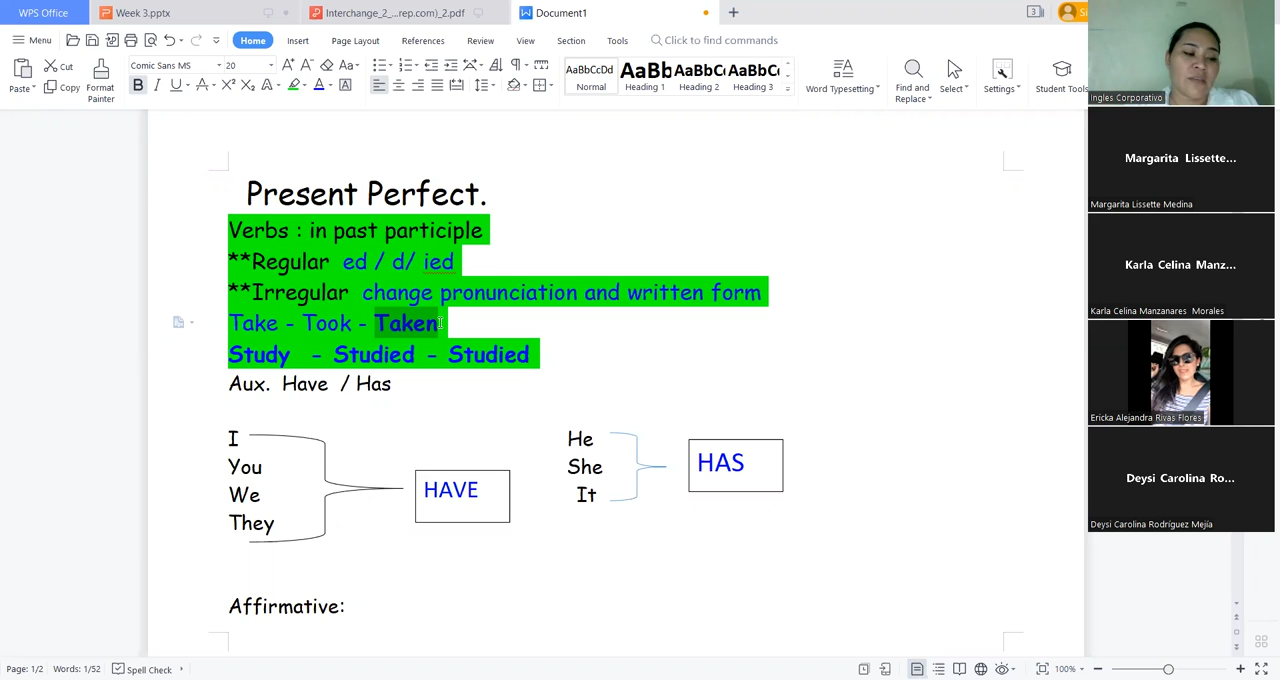 WPS Office
Week 3.pptx
Interchange_2_...rep.com)_2.pdf
Document1
3
Menu
Home
Insert
Page Layout
References
Review
View
Section
Tools
Click to find commands
Paste
Cut
Copy
Format Painter
Comic Sans MS
20
AaBbCcDd
Normal
AaBb
Heading 1
AaBbCc
Heading 2
AaBbCc
Heading 3
Word Typesetting
Find and Replace
Select
Settings
Student Tools
Present Perfect.
Verbs : in past participle
**Regular ed / d/ ied
**Irregular change pronunciation and written form
Take - Took - Taken
Study - Studied - Studied
Aux. Have / Has
I
You
We
They
HAVE
He
She
It
HAS
Affirmative:
Ingles Corporativo
Margarita Lissette...
Margarita Lissette Medina
Karla Celina Manz...
Karla Celina Manzanares Morales
Ericka Alejandra Rivas Flores
Deysi Carolina Ro...
Deysi Carolina Rodríguez Mejía
Page: 1/2
Words: 1/52
Spell Check
100%